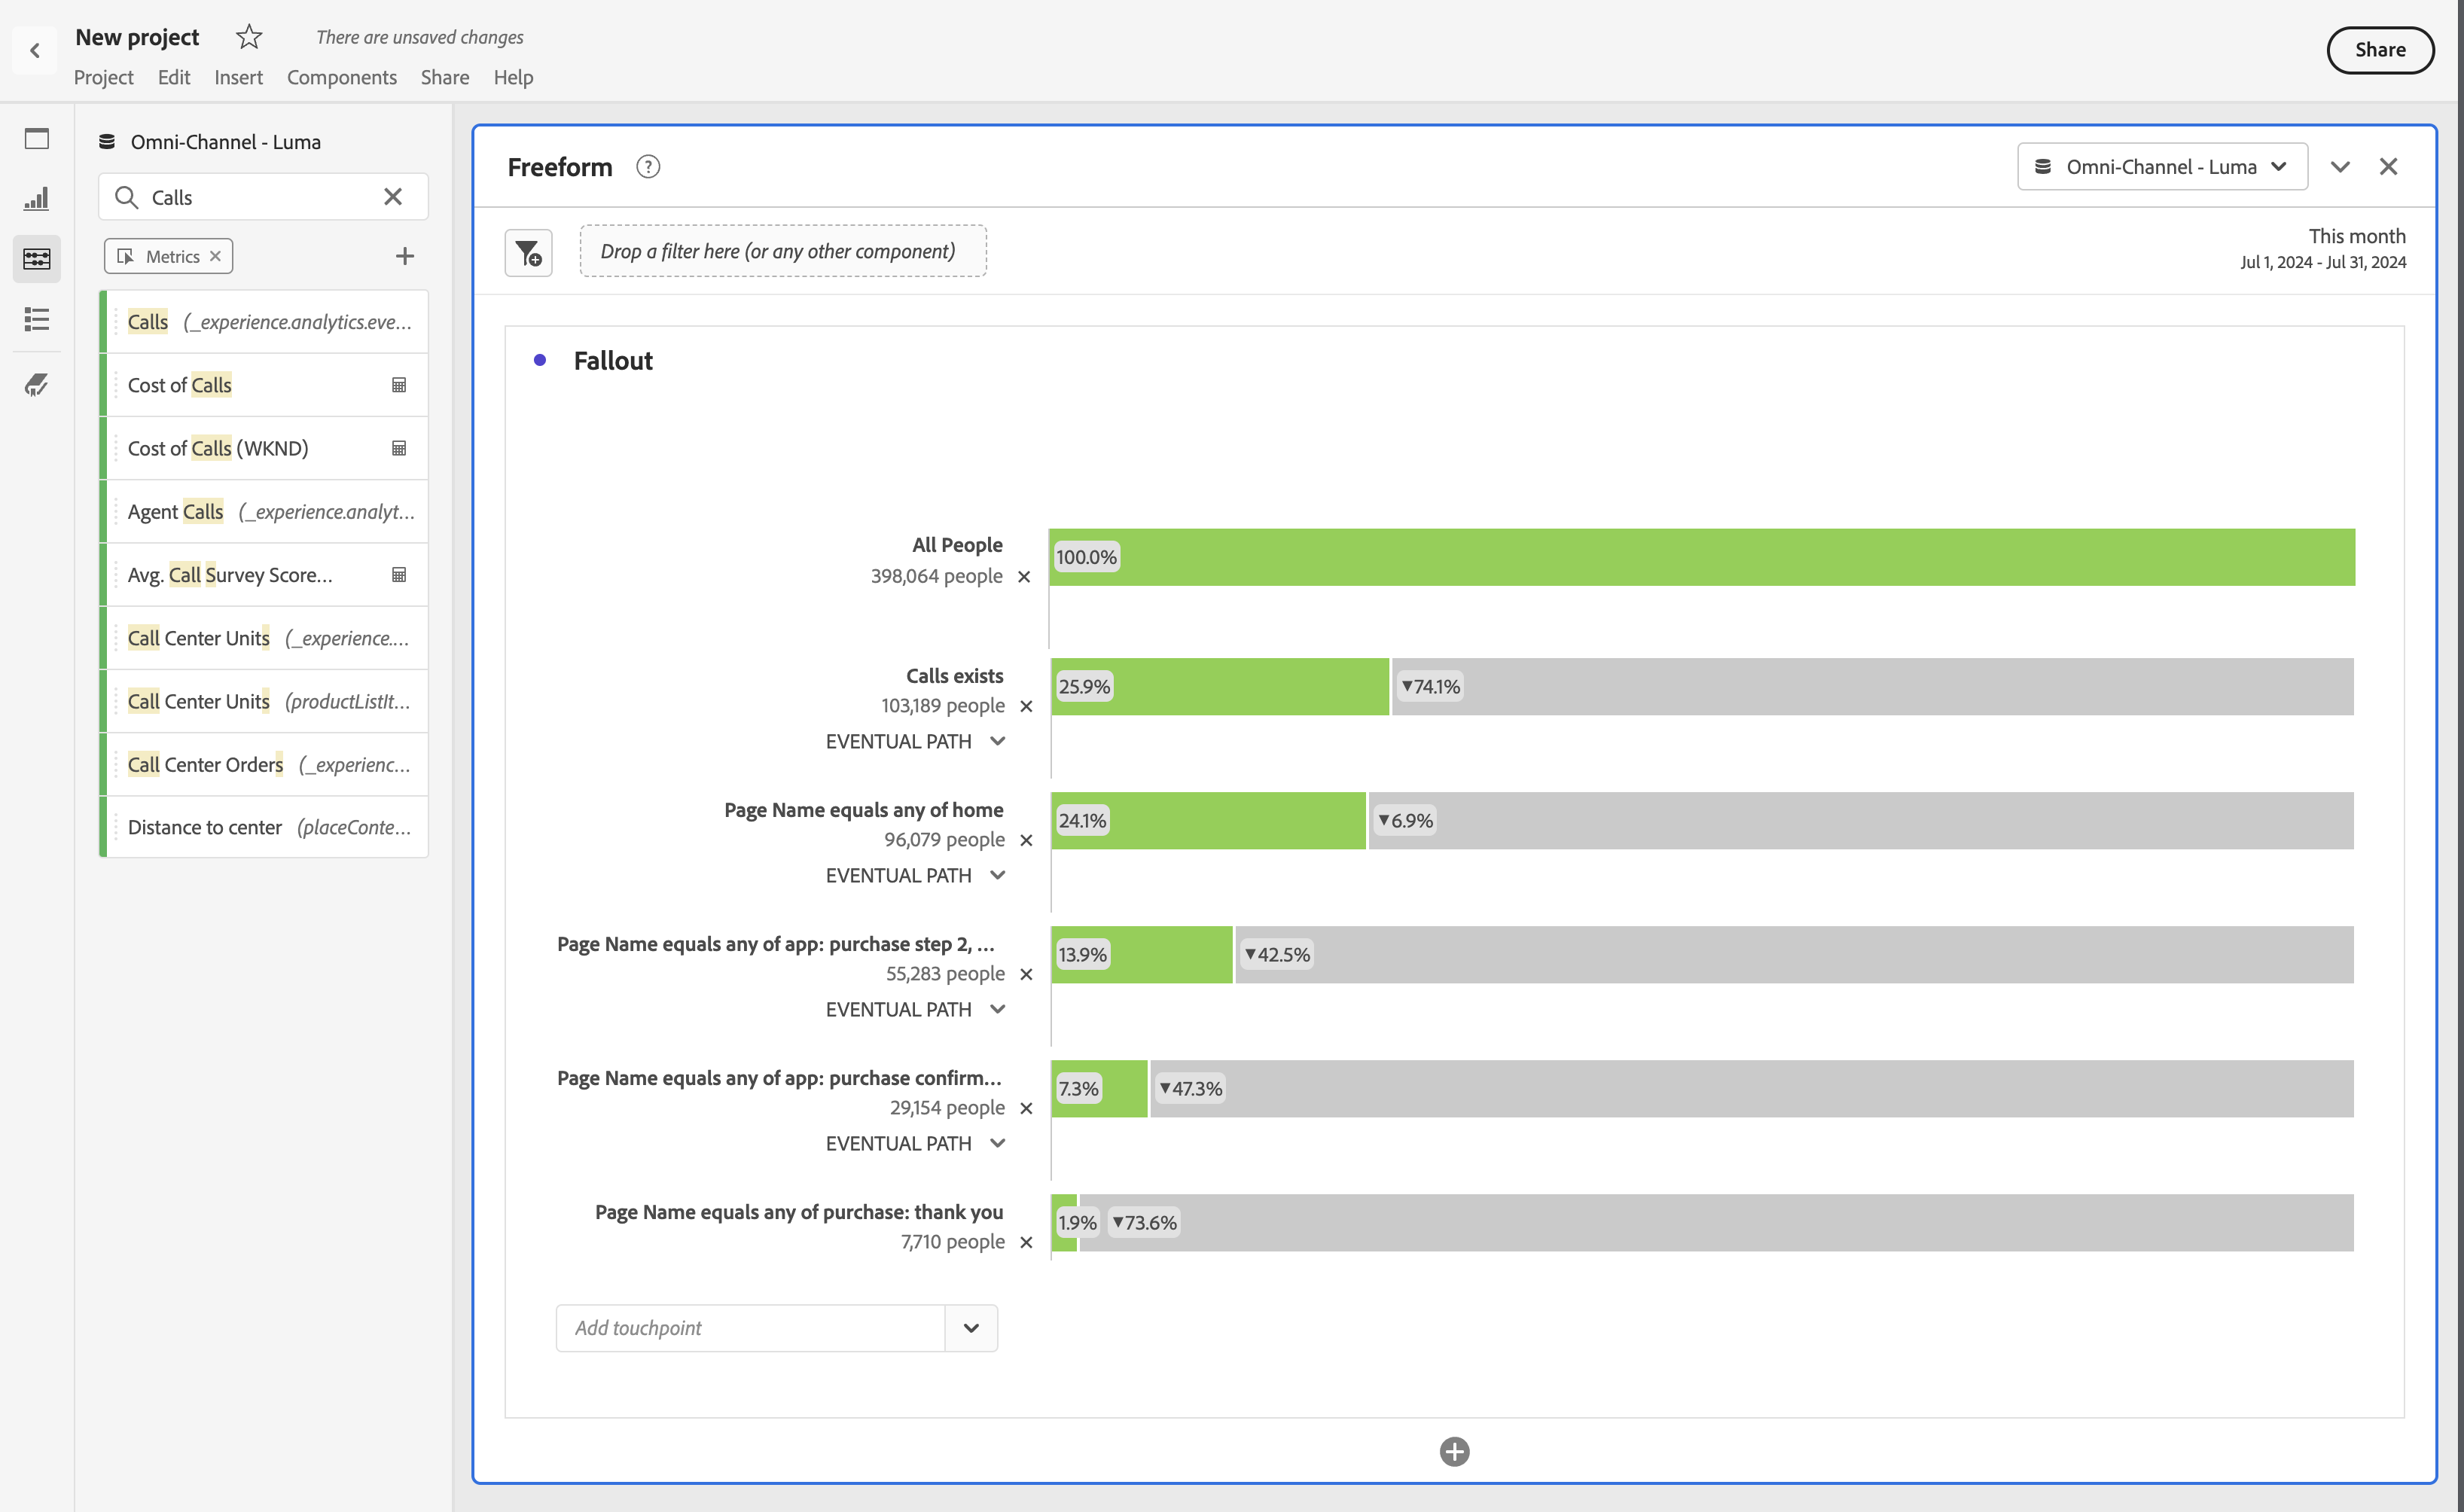 New project
There are unsaved changes
Project Edit Insert Components Share Help
Share
Omni-Channel - Luma
Calls
Metrics
Calls (_experience.analytics.eve...
Cost of Calls
Cost of Calls (WKND)
Agent Calls (_experience.analyt...
Avg. Call Survey Score...
Call Center Units (_experience....
Call Center Units (productListIt...
Call Center Orders (_experienc...
Distance to center (placeConte...
Freeform ?
Omni-Channel - Luma
Drop a filter here (or any other component)
This month
Jul 1, 2024 - Jul 31, 2024
Fallout
All People
398,064 people
100.0%
Calls exists
103,189 people
EVENTUAL PATH
25.9% ▼74.1%
Page Name equals any of home
96,079 people
EVENTUAL PATH
24.1% ▼6.9%
Page Name equals any of app: purchase step 2, ...
55,283 people
EVENTUAL PATH
13.9% ▼42.5%
Page Name equals any of app: purchase confirm...
29,154 people
EVENTUAL PATH
7.3% ▼47.3%
Page Name equals any of purchase: thank you
7,710 people
1.9% ▼73.6%
Add touchpoint